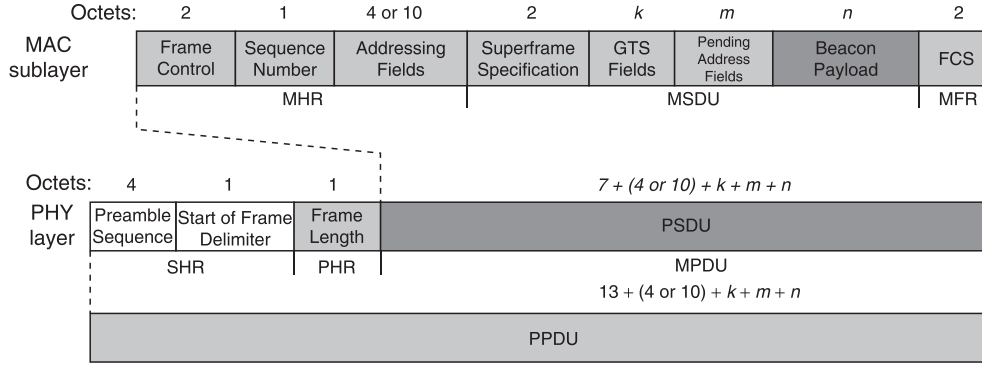 Octets: 2 1 4 or 10 2 k m n 2
MAC sublayer
Frame Control
Sequence Number
Addressing Fields
Superframe Specification
GTS Fields
Pending Address Fields
Beacon Payload
FCS
MHR MSDU MFR
Octets: 4 1 1 7 + (4 or 10) + k + m + n
PHY layer
Preamble Sequence
Start of Frame Delimiter
Frame Length
PSDU
SHR PHR MPDU
13 + (4 or 10) + k + m + n
PPDU